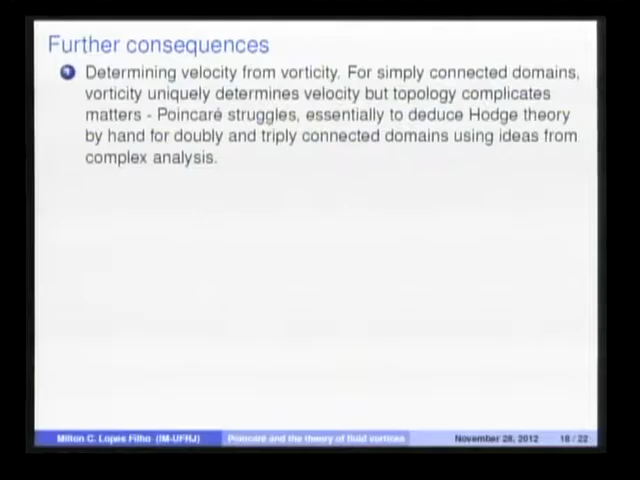 Further consequences
1 Determining velocity from vorticity. For simply connected domains,
vorticity uniquely determines velocity but topology complicates
matters - Poincaré struggles, essentially to deduce Hodge theory
by hand for doubly and triply connected domains using ideas from
complex analysis.
Milton C. Lopes Filho (IM-UFRJ) Poincaré and the theory of fluid vortices November 28, 2012 18 / 22